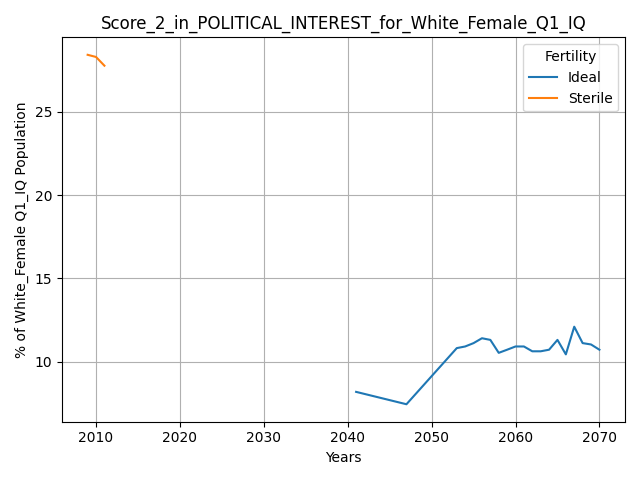 Score_2_in_POLITICAL_INTEREST_for_White_Female_Q1_IQ
Fertility
Ideal
Sterile
% of White_Female Q1_IQ Population
25
20
15
10
2010 2020 2030 2040 2050 2060 2070
Years